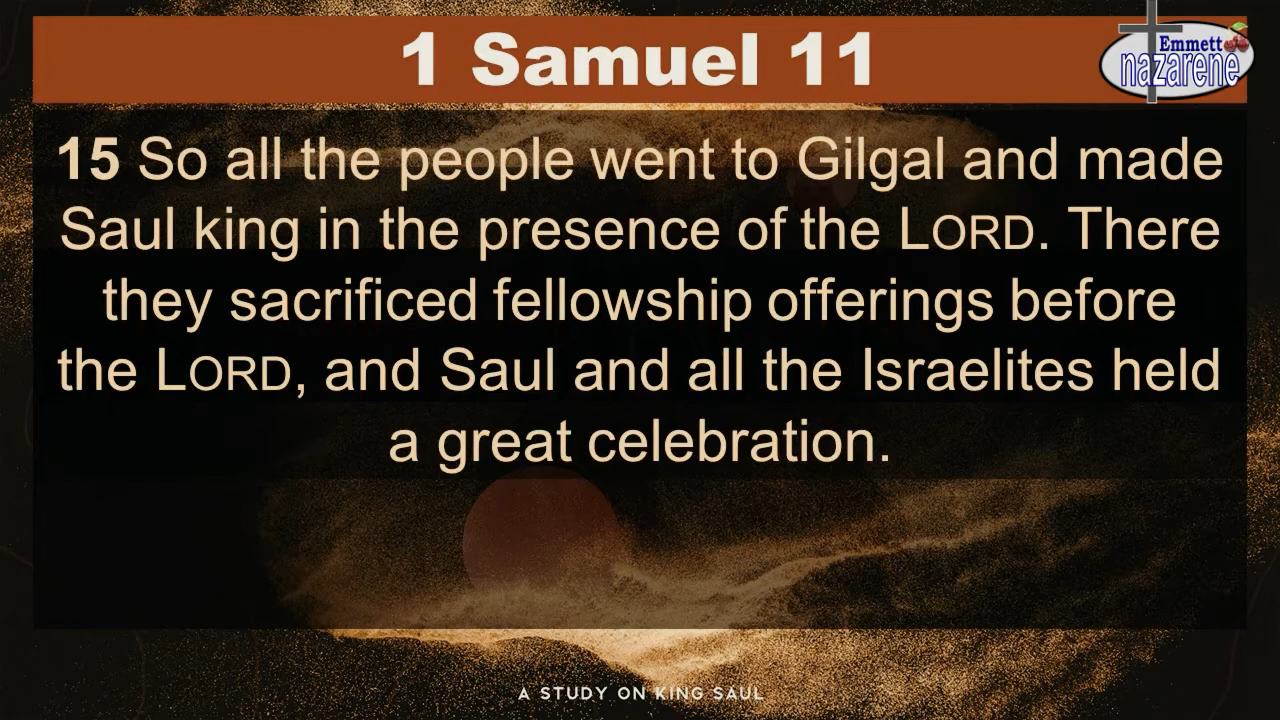 1 Samuel 11
Emmett
nazarene
15 So all the people went to Gilgal and made
Saul king in the presence of the LORD. There
they sacrificed fellowship offerings before
the LORD, and Saul and all the Israelites held
a great celebration.
A STUDY ON KING SAUL